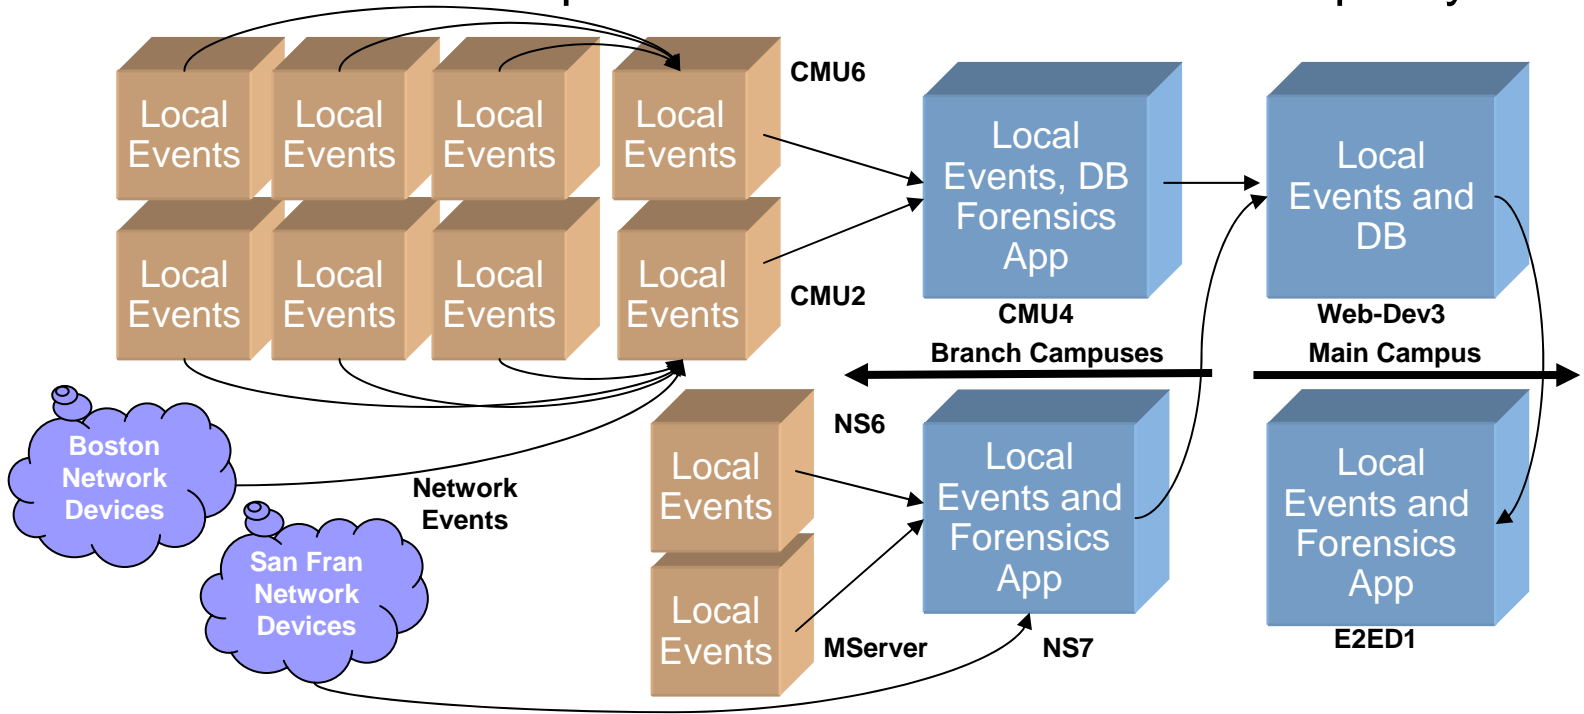 Local
Events
Local
Events
Local
Events
Local
Events
CMU6
Local
Events, DB
Forensics
App
CMU4
Local
Events and
DB
Web-Dev3
Local
Events
Local
Events
Local
Events
Local
Events
CMU2
Branch Campuses
Main Campus
Boston
Network
Devices
Network
Events
San Fran
Network
Devices
Local
Events
NS6
Local
Events
MServer
Local
Events and
Forensics
App
NS7
Local
Events and
Forensics
App
E2ED1